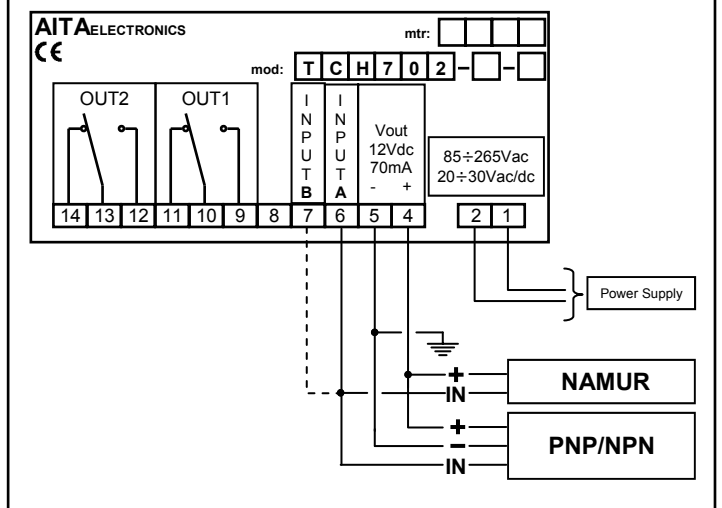 AITAELECTRONICS
CE
mtr:
mod: T C H 7 0 2 - -
OUT2 OUT1
INPUT B
INPUT A
Vout
12Vdc
70mA
- +
85÷265Vac
20÷30Vac/dc
14 13 12 11 10 9 8 7 6 5 4 2 1
Power Supply
+
IN
NAMUR
+
–
IN
PNP/NPN